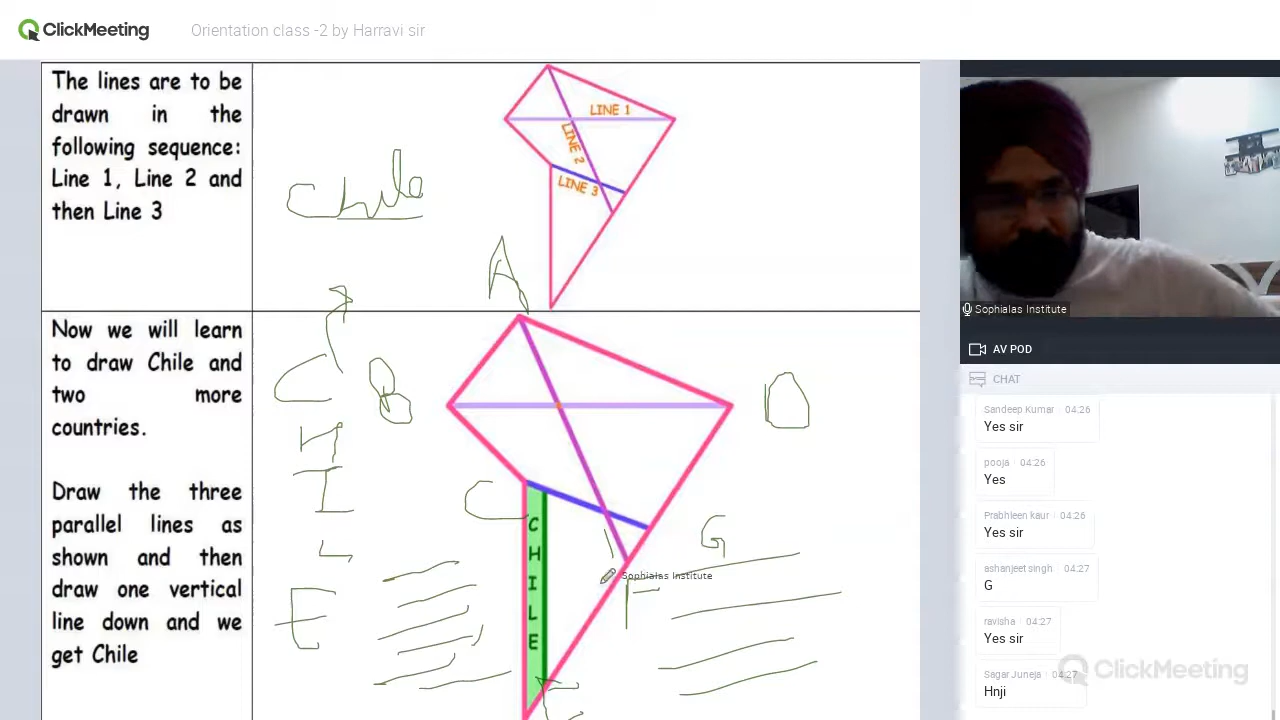 ClickMeeting
Orientation class -2 by Harravi sir
The lines are to be
drawn in the
following sequence:
Line 1, Line 2 and
then Line 3
LINE 1
LINE 2
LINE 3
Chile
A
Now we will learn
to draw Chile and
two more
countries.
Draw the three
parallel lines as
shown and then
draw one vertical
line down and we
get Chile
C
H
I
L
E
B
D
C
G
F
E
C
H
I
L
E
Sophialas Institute
Sophialas Institute
AV POD
CHAT
Sandeep Kumar · 04:26
Yes sir
pooja · 04:26
Yes
Prabhleen kaur · 04:26
Yes sir
ashanjeet singh · 04:27
G
ravisha · 04:27
Yes sir
Sagar Juneja · 04:27
Hnji
ClickMeeting